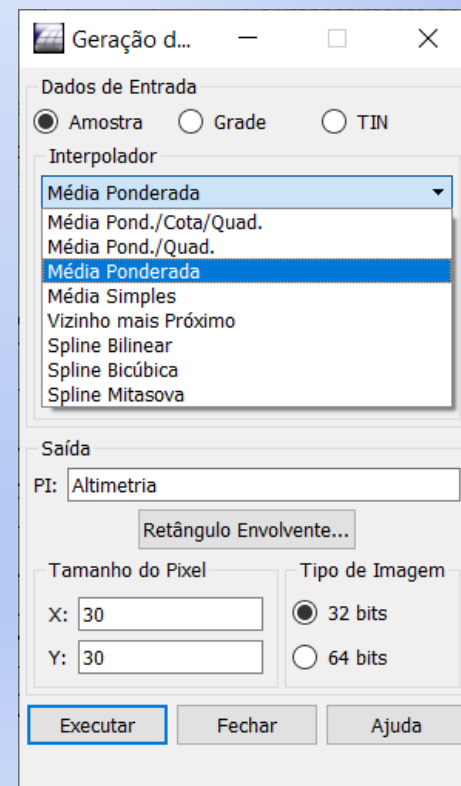 Geração d...
Dados de Entrada
Amostra Grade TIN
Interpolador
Média Ponderada
Média Pond./Cota/Quad.
Média Pond./Quad.
Média Ponderada
Média Simples
Vizinho mais Próximo
Spline Bilinear
Spline Bicúbica
Spline Mitasova
Saída
PI: Altimetria
Retângulo Envolvente...
Tamanho do Pixel Tipo de Imagem
X: 30 32 bits
Y: 30 64 bits
Executar Fechar Ajuda